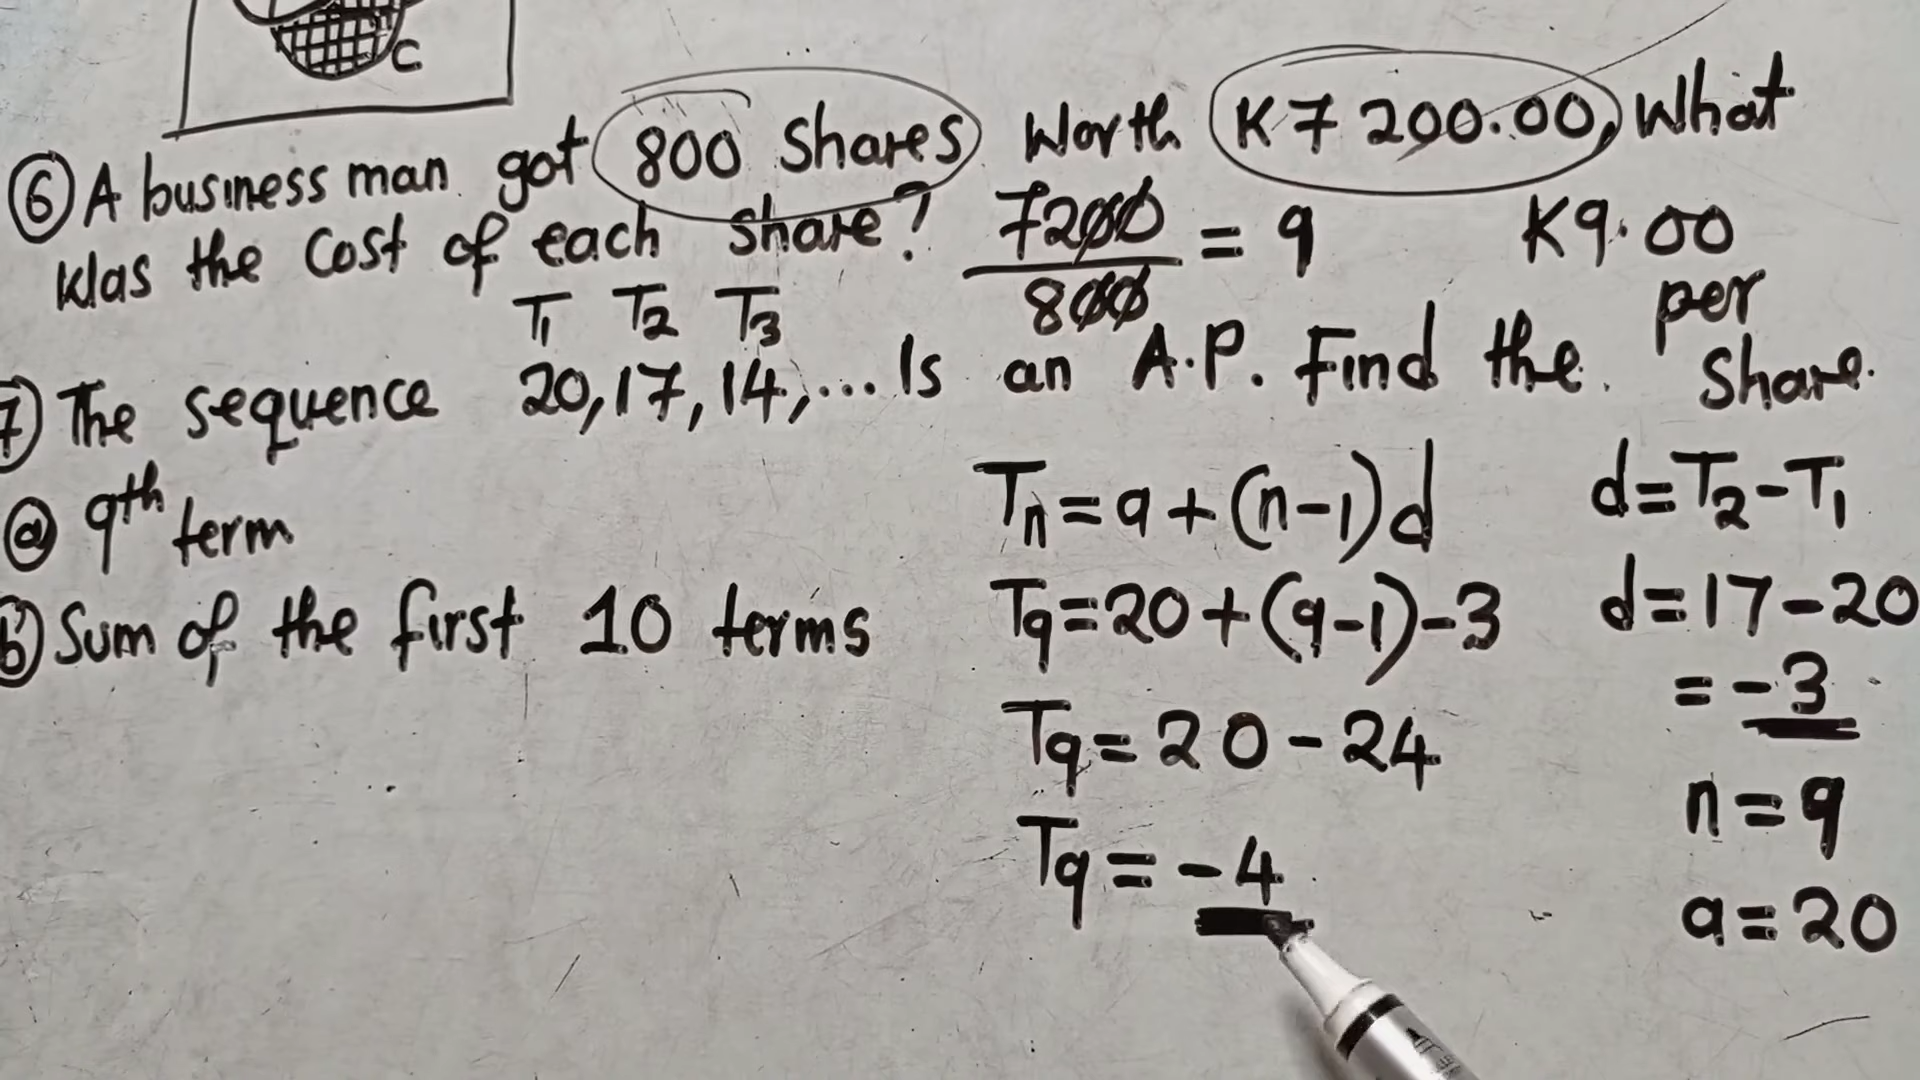 C
⑥ A business man got 800 Shares Worth K7 200.00, What
Was the Cost of each share? 7200/800 = 9 K9.00 per Share.
T1 T2 T3
7) The sequence 20, 17, 14, ... Is an A.P. Find the
ⓐ 9th term
b) Sum of the first 10 terms
Tn = a + (n-1)d
T9 = 20 + (9-1)-3
T9 = 20 - 24
T9 = -4
d = T2 - T1
d = 17 - 20
= -3
n = 9
a = 20